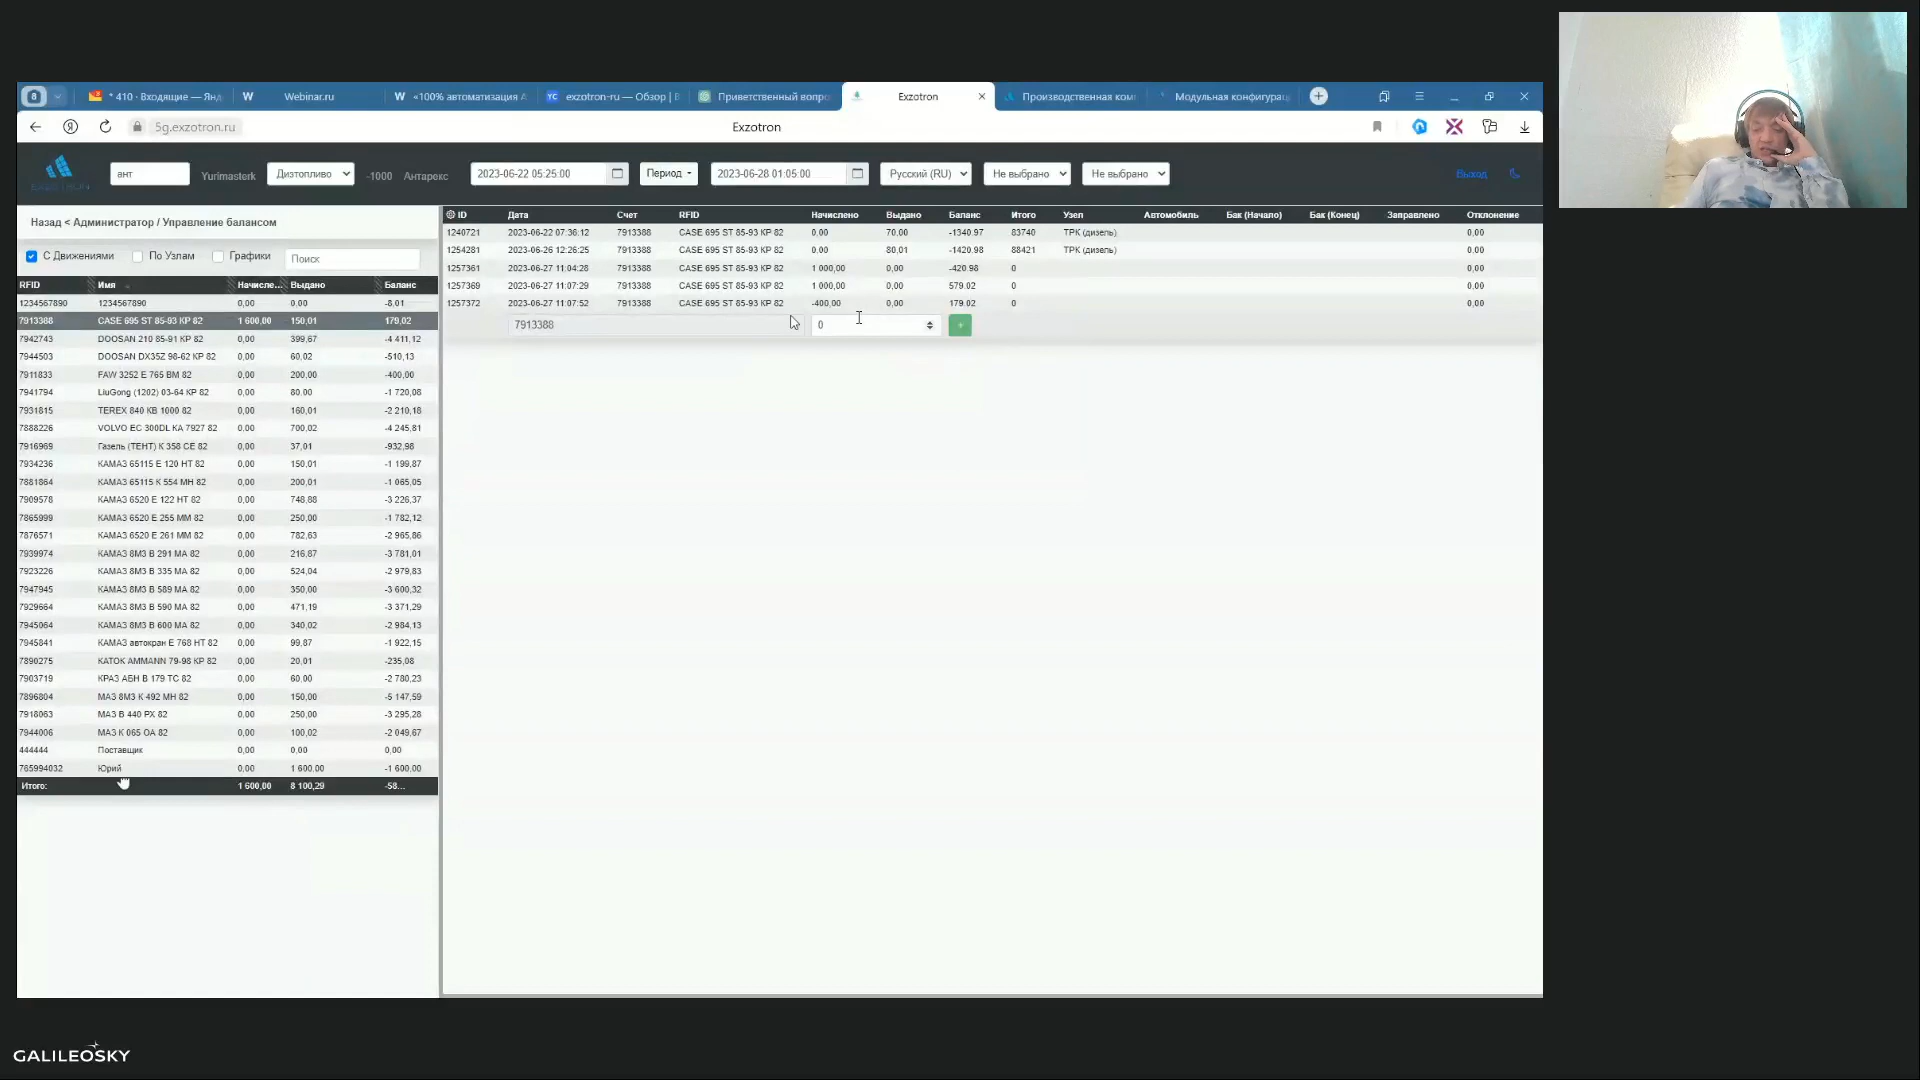 8 * 410 · Входящие — Янд W Webinar.ru W «100% автоматизация А YC exzotron-ru — Обзор | В Приветственный вопро Exzotron Производственная ком Модульная конфигурац
5g.exzotron.ru Exzotron
EXZOTRON ант Yurimasterk Дизтопливо -1000 Антарекс 2023-06-22 05:25:00 Период 2023-06-28 01:05:00 Русский (RU) Не выбрано Не выбрано Выход
Назад < Администратор / Управление балансом
С Движениями По Узлам Графики Поиск
RFID Имя Начисле... Выдано Баланс
1234567890 1234567890 0,00 0,00 -8,01
7913388 CASE 695 ST 85-93 КР 82 1 600,00 150,01 179,02
7942743 DOOSAN 210 85-91 КР 82 0,00 399,67 -4 411,12
7944503 DOOSAN DX35Z 98-62 КР 82 0,00 60,02 -510,13
7911833 FAW 3252 Е 765 ВМ 82 0,00 200,00 -400,00
7941794 LiuGong (1202) 03-64 КР 82 0,00 80,00 -1 720,08
7931815 TEREX 840 КВ 1000 82 0,00 160,01 -2 210,18
7888226 VOLVO EC 300DL КА 7927 82 0,00 700,02 -4 245,81
7916969 Газель (ТЕНТ) К 358 СЕ 82 0,00 37,01 -932,98
7934236 КАМАЗ 65115 Е 120 НТ 82 0,00 150,01 -1 199,87
7881864 КАМАЗ 65115 К 554 МН 82 0,00 200,01 -1 065,05
7909578 КАМАЗ 6520 Е 122 НТ 82 0,00 748,88 -3 226,37
7865999 КАМАЗ 6520 Е 255 ММ 82 0,00 250,00 -1 782,12
7876571 КАМАЗ 6520 Е 261 ММ 82 0,00 782,63 -2 965,86
7939974 КАМАЗ 8М3 В 291 МА 82 0,00 216,87 -3 781,01
7923226 КАМАЗ 8М3 В 335 МА 82 0,00 524,04 -2 979,83
7947945 КАМАЗ 8М3 В 589 МА 82 0,00 350,00 -3 600,32
7929664 КАМАЗ 8М3 В 590 МА 82 0,00 471,19 -3 371,29
7945064 КАМАЗ 8М3 В 600 МА 82 0,00 340,02 -2 984,13
7945841 КАМАЗ автокран Е 768 НТ 82 0,00 99,87 -1 922,15
7890275 КАТОК AMMANN 79-98 КР 82 0,00 20,01 -235,08
7903719 КРАЗ АБН В 179 ТС 82 0,00 60,00 -2 780,23
7896804 МАЗ 8М3 К 492 МН 82 0,00 150,00 -5 147,59
7918063 МАЗ В 440 РХ 82 0,00 250,00 -3 295,28
7944006 МАЗ К 065 ОА 82 0,00 100,02 -2 049,67
444444 Поставщик 0,00 0,00 0,00
765994032 Юрий 0,00 1 600,00 -1 600,00
Итого: 1 600,00 8 100,29 -58...
ID Дата Счет RFID Начислено Выдано Баланс Итого Узел Автомобиль Бак (Начало) Бак (Конец) Заправлено Отклонение
1240721 2023-06-22 07:36:12 7913388 CASE 695 ST 85-93 КР 82 0.00 70,00 -1340.97 83740 ТРК (дизель) 0,00
1254281 2023-06-26 12:26:25 7913388 CASE 695 ST 85-93 КР 82 0.00 80,01 -1420.98 88421 ТРК (дизель) 0,00
1257361 2023-06-27 11:04:28 7913388 CASE 695 ST 85-93 КР 82 1 000,00 0,00 -420.98 0 0,00
1257369 2023-06-27 11:07:29 7913388 CASE 695 ST 85-93 КР 82 1 000,00 0,00 579.02 0 0,00
1257372 2023-06-27 11:07:52 7913388 CASE 695 ST 85-93 КР 82 -400,00 0,00 179.02 0 0,00
7913388 0 +
GALILEOSKY